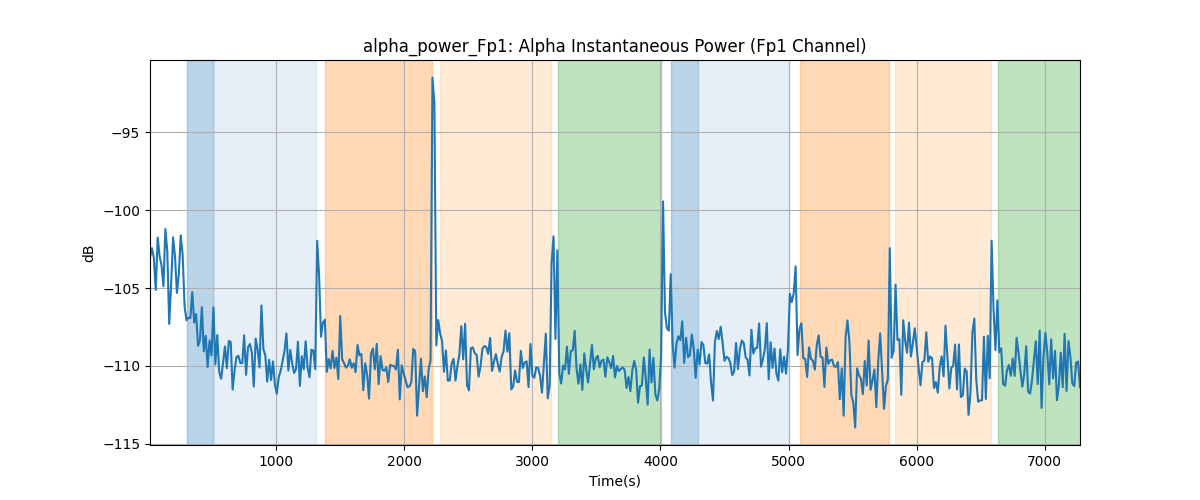 alpha_power_Fp1: Alpha Instantaneous Power (Fp1 Channel)
dB
−95
−100
−105
−110
−115
1000 2000 3000 4000 5000 6000 7000
Time(s)